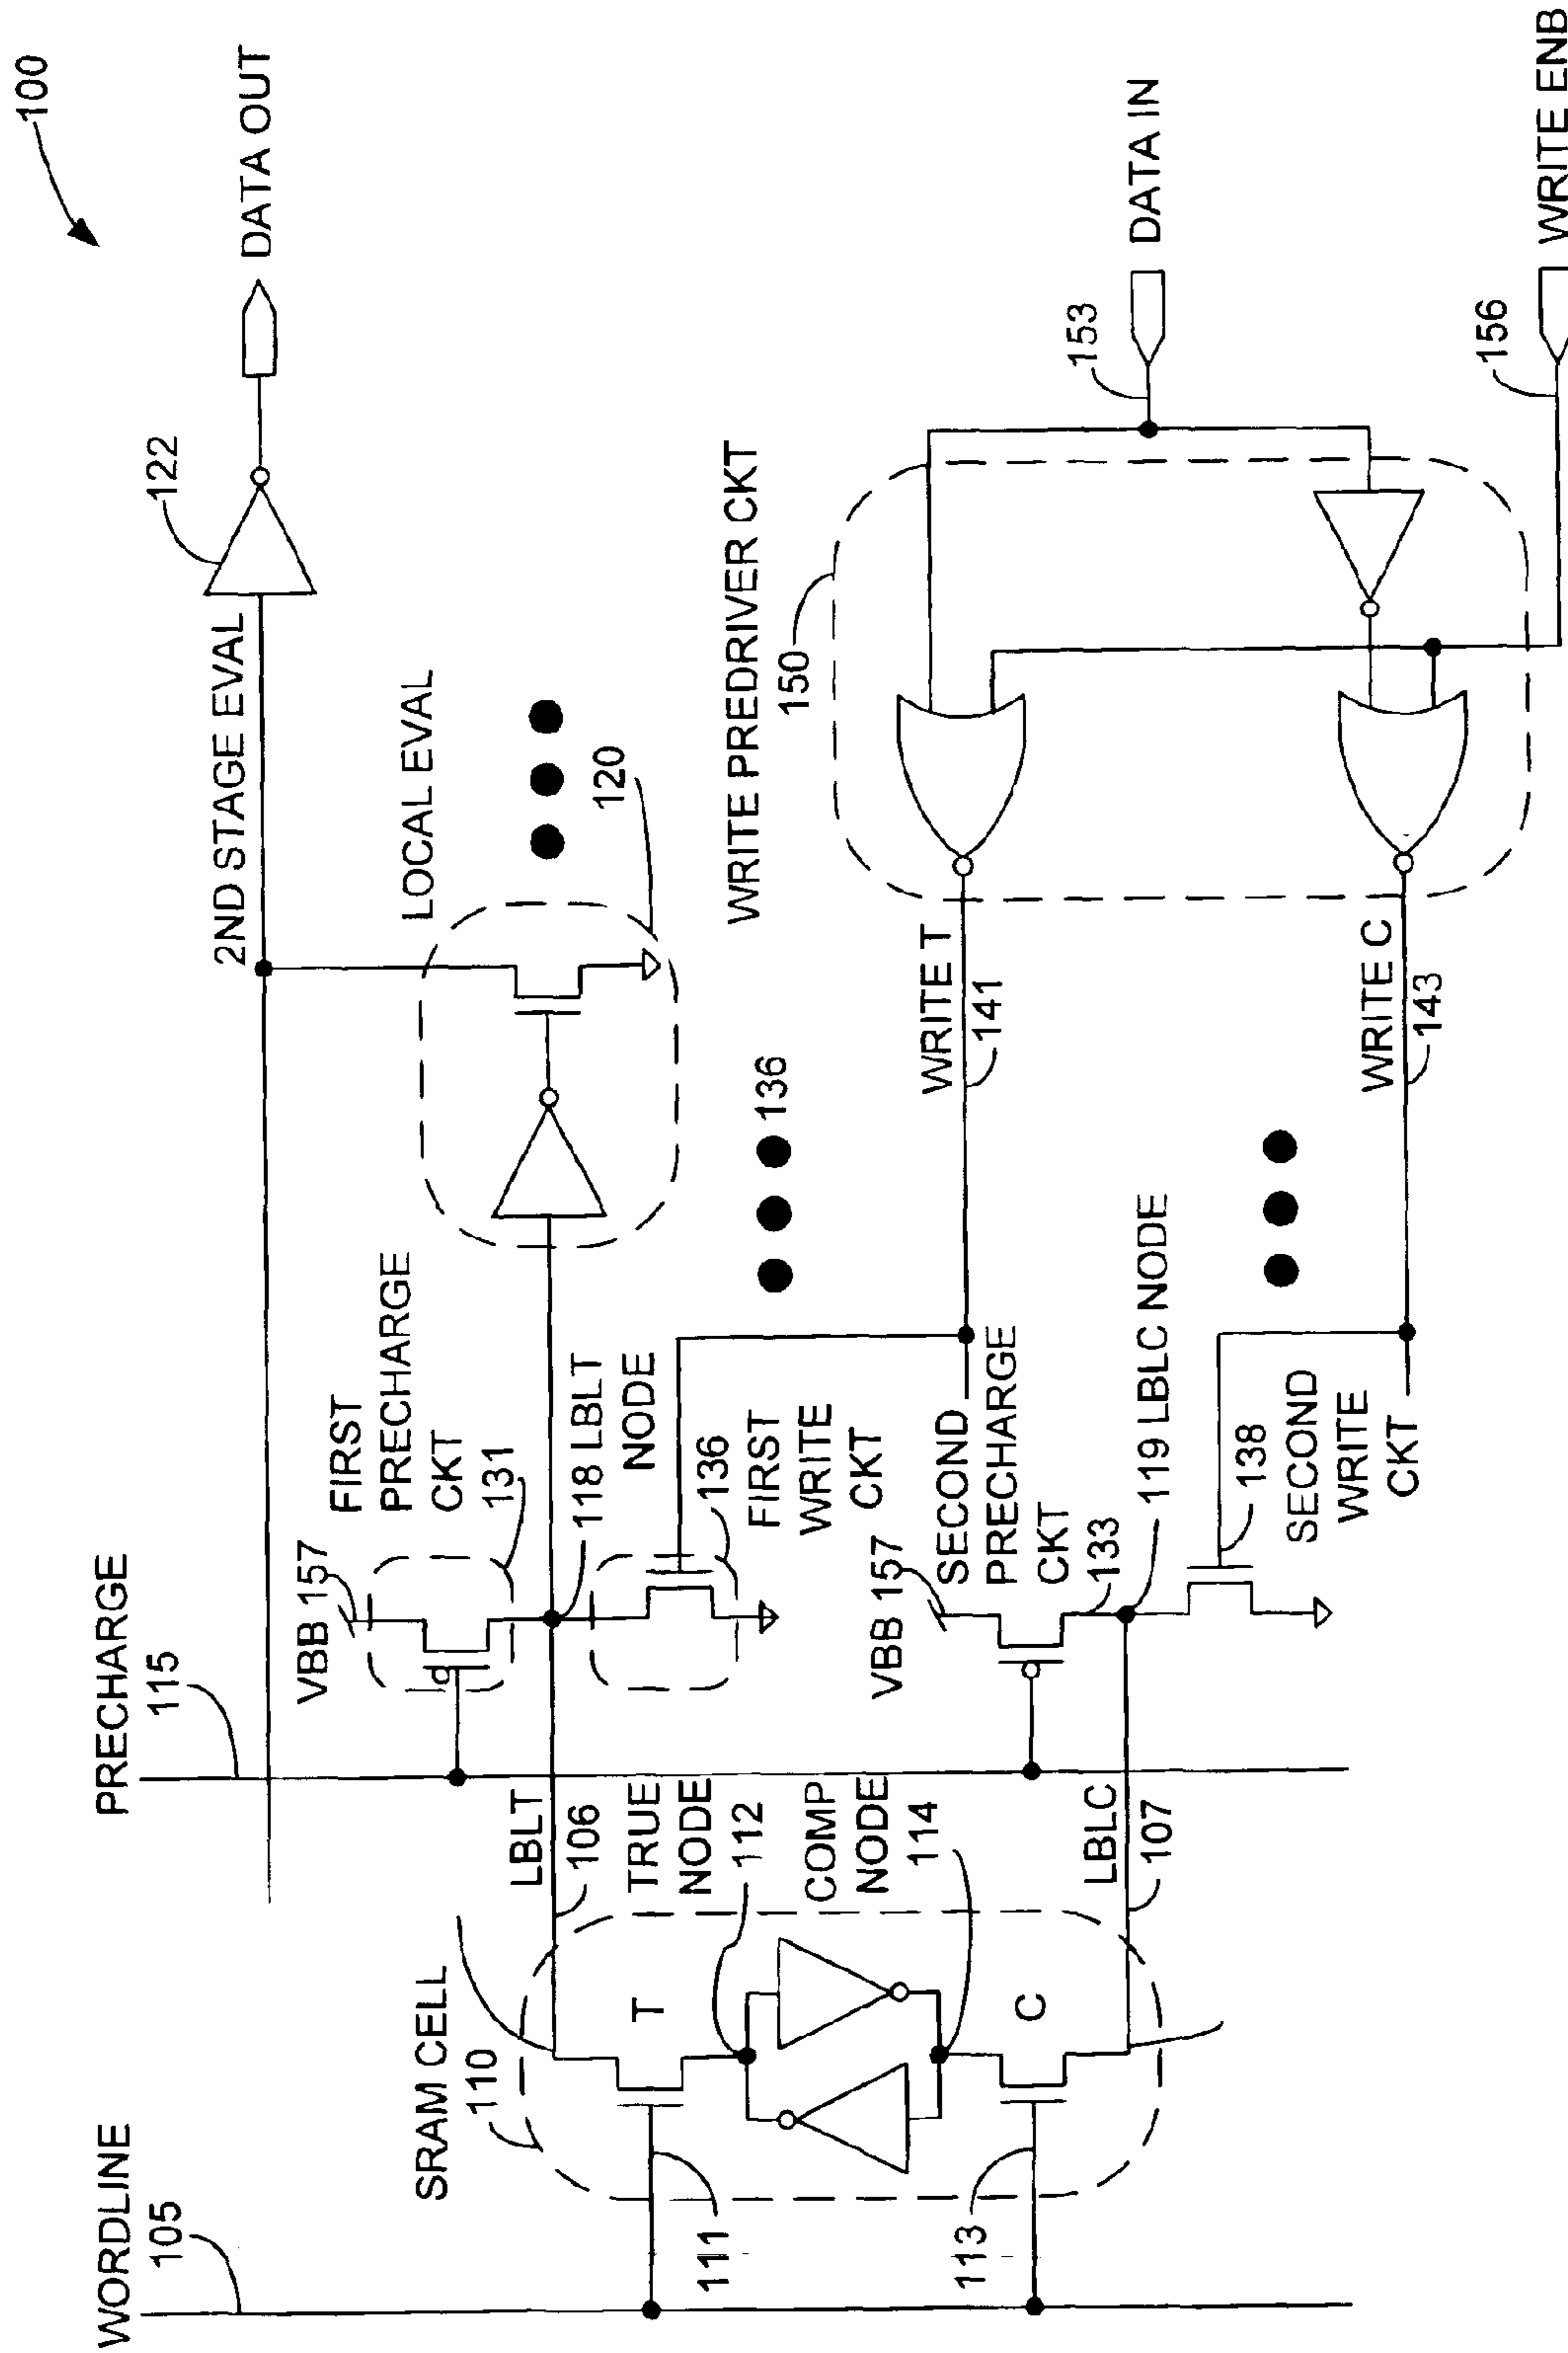 100
WORDLINE
105
PRECHARGE
115
2ND STAGE EVAL
122
DATA OUT
SRAM CELL
110
VBB 157
FIRST
PRECHARGE
CKT
131
LOCAL EVAL
120
LBLT
106
118 LBLT
NODE
T
TRUE
NODE
112
111
136
FIRST
WRITE
CKT
136
WRITE PREDRIVER CKT
150
COMP
NODE
114
VBB 157
SECOND
PRECHARGE
CKT
133
WRITE T
141
153
DATA IN
113
C
LBLC
107
119 LBLC NODE
138
SECOND
WRITE
CKT
WRITE C
143
156
WRITE ENB